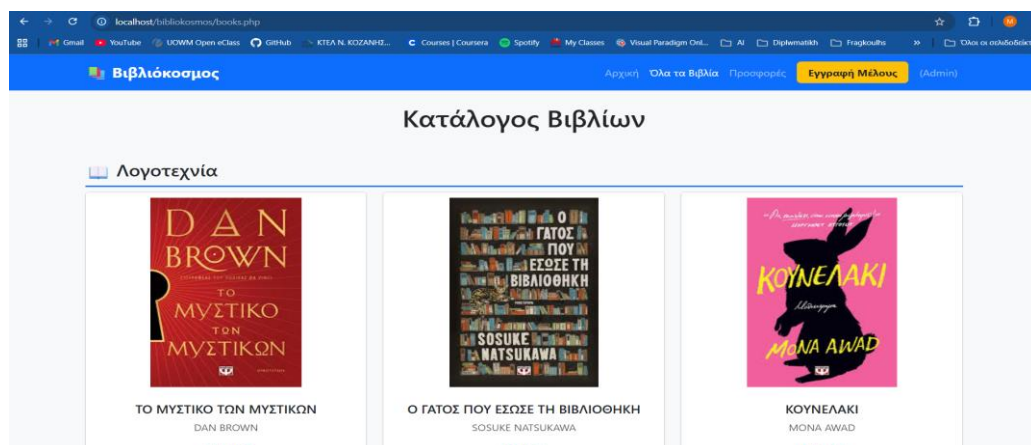 localhost/bibliokosmos/books.php
Gmail YouTube UOWM Open eClass GitHub ΚΤΕΛ Ν. ΚΟΖΑΝΗΣ... Courses | Coursera Spotify My Classes Visual Paradigm Onl... AI Diplwmatikh Fragkoulhs » Όλοι οι σελιδοδείκτ
Βιβλιόκοσμος Αρχική Όλα τα Βιβλία Προσφορές Εγγραφή Μέλους (Admin)
Κατάλογος Βιβλίων
Λογοτεχνία
DAN
BROWN
ΤΟ
ΜΥΣΤΙΚΟ
ΤΩΝ
ΜΥΣΤΙΚΩΝ
Ο
ΓΑΤΟΣ
ΠΟΥ
ΕΣΩΣΕ ΤΗ
ΒΙΒΛΙΟΘΗΚΗ
SOSUKE
NATSUKAWA
ΚΟΥΝΕΛΑΚΙ
Μυθιστόρημα
MONA AWAD
ΤΟ ΜΥΣΤΙΚΟ ΤΩΝ ΜΥΣΤΙΚΩΝ
DAN BROWN
Ο ΓΑΤΟΣ ΠΟΥ ΕΣΩΣΕ ΤΗ ΒΙΒΛΙΟΘΗΚΗ
SOSUKE NATSUKAWA
ΚΟΥΝΕΛΑΚΙ
MONA AWAD